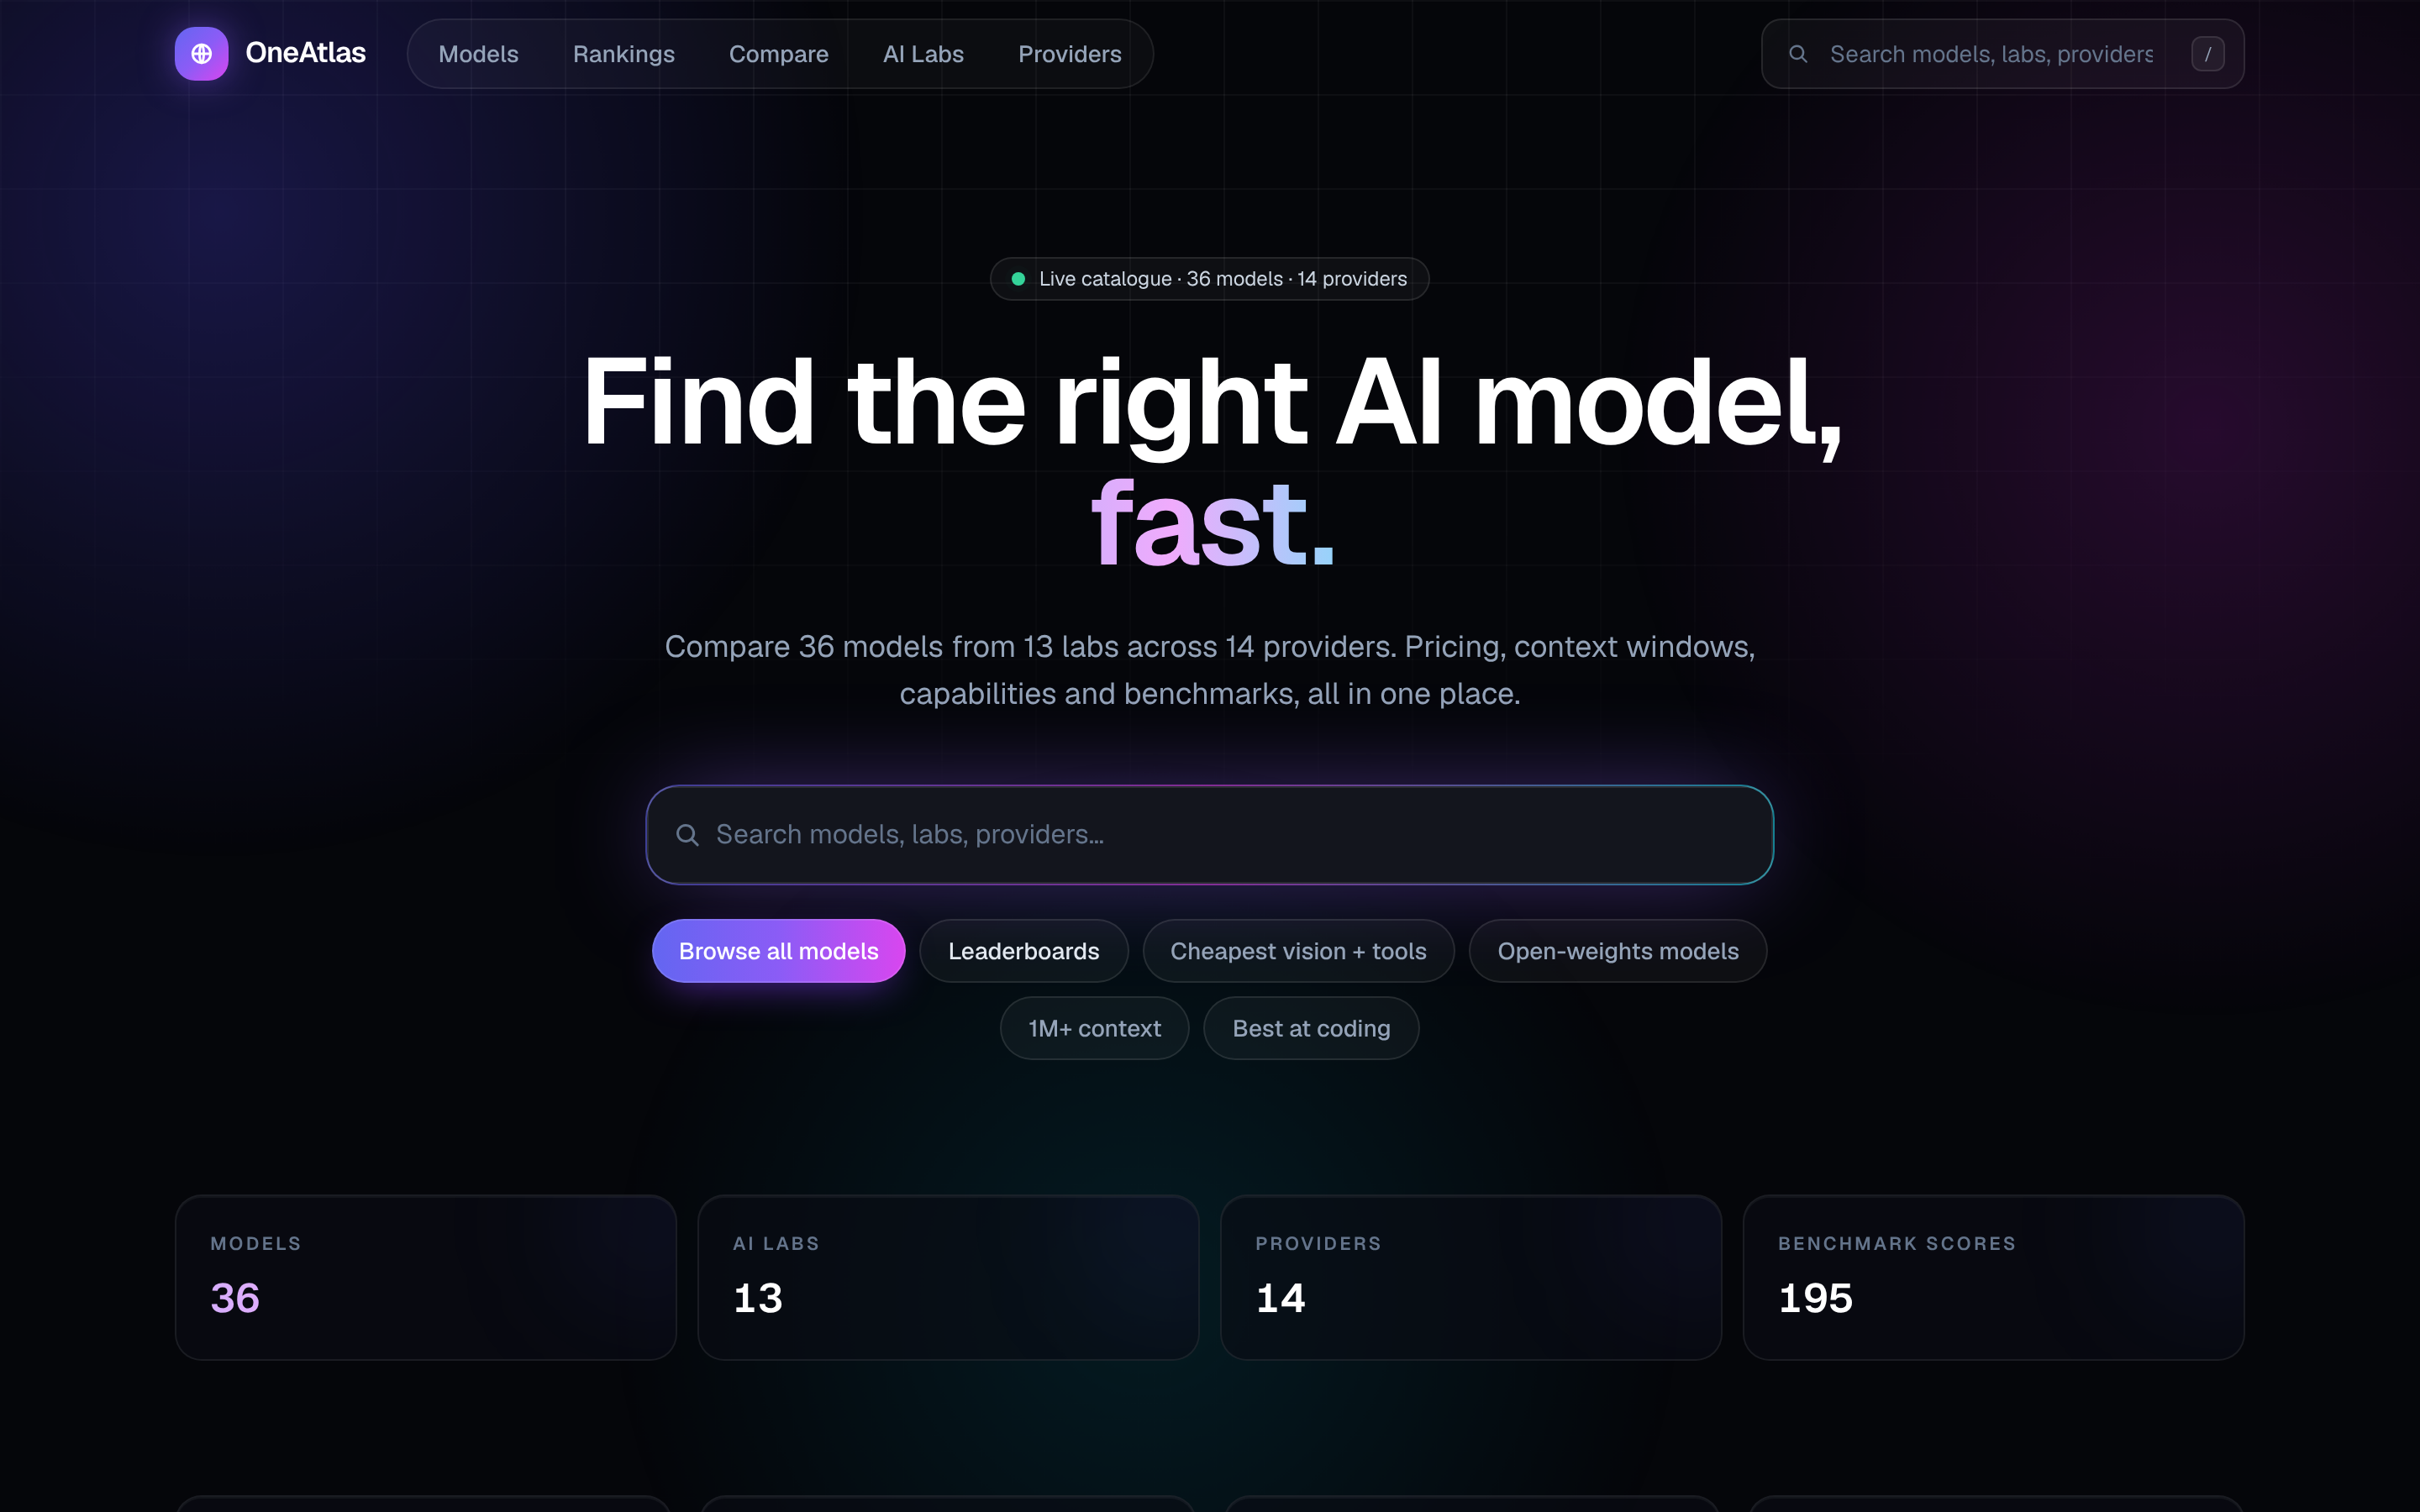 OneAtlas
Models Rankings Compare AI Labs Providers
Search models, labs, providers
/
Live catalogue · 36 models · 14 providers
Find the right AI model,
fast.
Compare 36 models from 13 labs across 14 providers. Pricing, context windows,
capabilities and benchmarks, all in one place.
Search models, labs, providers...
Browse all models Leaderboards Cheapest vision + tools Open-weights models
1M+ context Best at coding
MODELS
36
AI LABS
13
PROVIDERS
14
BENCHMARK SCORES
195